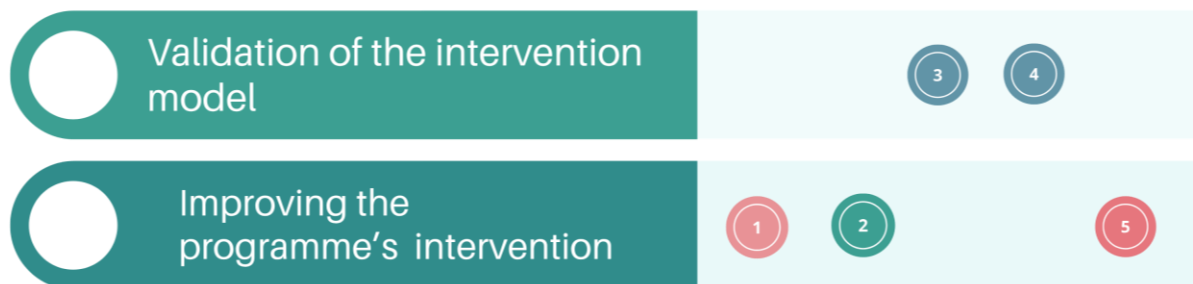 Validation of the intervention
model
3 4
Improving the
programme's intervention
1 2 5